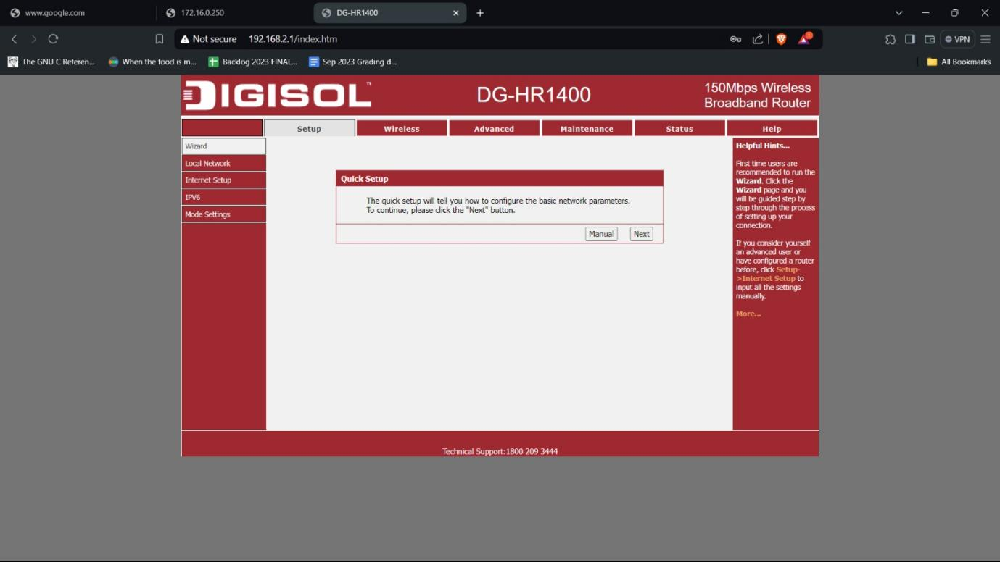 www.google.com
172.16.0.250
DG-HR1400
Not secure
192.168.2.1/index.htm
1
VPN
The GNU C Referen...
When the food is m...
Backlog 2023 FINAL...
Sep 2023 Grading d...
All Bookmarks
DIGISOL™
DG-HR1400
150Mbps Wireless
Broadband Router
Setup
Wireless
Advanced
Maintenance
Status
Help
Wizard
Local Network
Internet Setup
IPV6
Mode Settings
Quick Setup
The quick setup will tell you how to configure the basic network parameters.
To continue, please click the "Next" button.
Manual
Next
Helpful Hints...
First time users are
recommended to run the
Wizard. Click the
Wizard page and you
will be guided step by
step through the process
of setting up your
connection.
If you consider yourself
an advanced user or
have configured a router
before, click Setup-
>Internet Setup to
input all the settings
manually.
More...
Technical Support:1800 209 3444